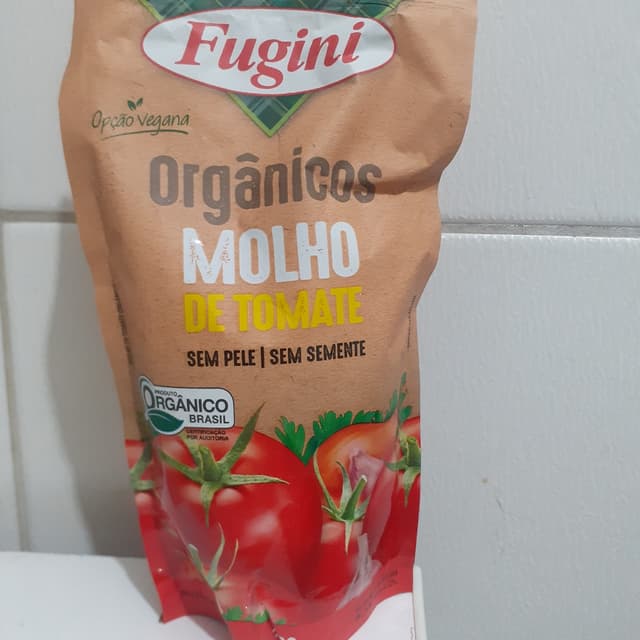 Fugini
Opção Vegana
Orgânicos
MOLHO
DE TOMATE
SEM PELE | SEM SEMENTE
PRODUTO
ORGÂNICO
BRASIL
CERTIFICAÇÃO
POR AUDITORIA